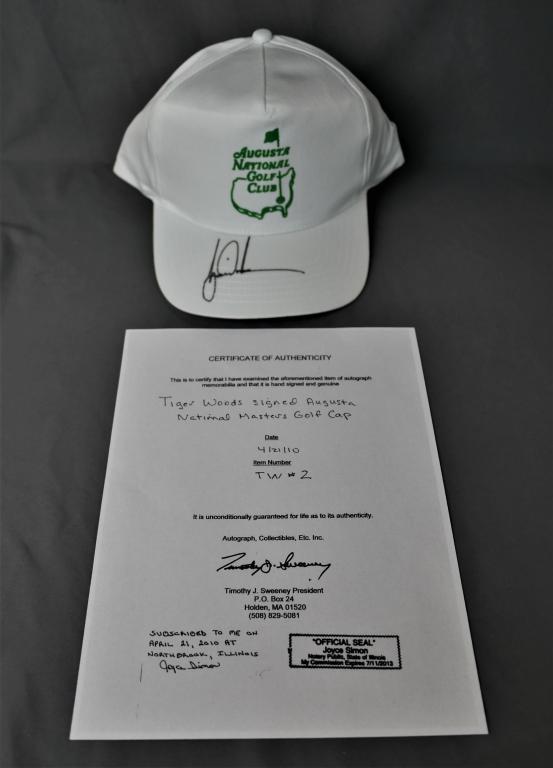 AUGUSTA
NATIONAL
GOLF
CLUB
CERTIFICATE OF AUTHENTICITY
This is to certify that I have examined the aforementioned item of autograph
memorabilia and that it is hand signed and genuine
Tiger Woods signed Augusta
National Masters Golf Cap
Date
4/21/10
Item Number
TW #2
It is unconditionally guaranteed for life as to its authenticity.
Autograph, Collectibles, Etc. Inc.
Timothy J. Sweeney
Timothy J. Sweeney President
P.O. Box 24
Holden, MA 01520
(508) 829-5081
SUBSCRIBED TO ME ON
APRIL 21, 2010 AT
NORTHBROOK, ILLINOIS
Joyce Simon
"OFFICIAL SEAL"
Joyce Simon
Notary Public, State of Illinois
My Commission Expires 7/11/2013